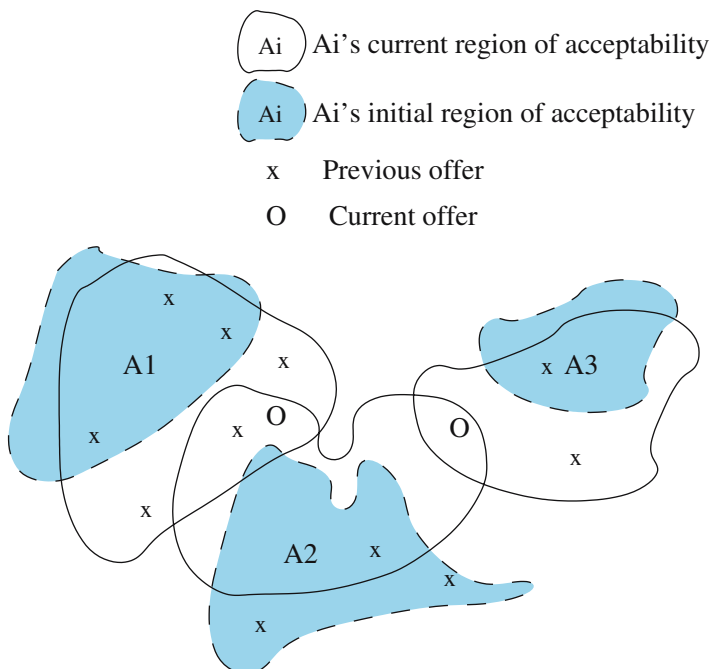 Ai Ai's current region of acceptability
Ai Ai's initial region of acceptability
x Previous offer
O Current offer
x
x
x
A1
x
A3
O
x
O
x
x
x
A2
x
x
x